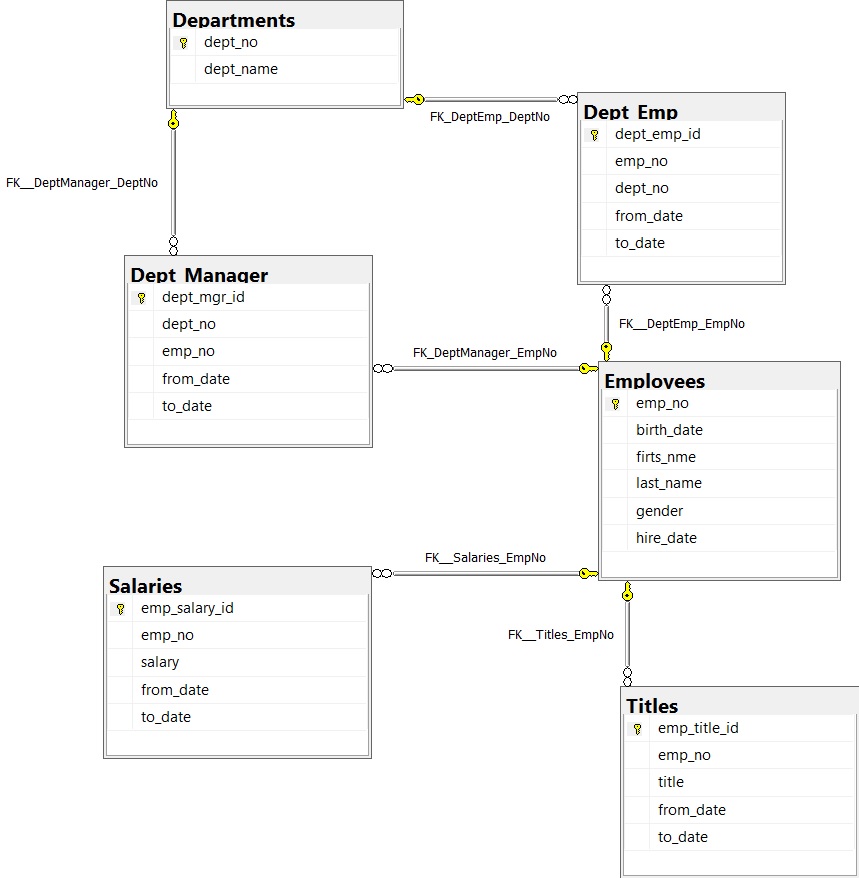 Departments
dept_no
dept_name
FK_DeptEmp_DeptNo
Dept_Emp
dept_emp_id
emp_no
dept_no
from_date
to_date
FK__DeptManager_DeptNo
Dept_Manager
dept_mgr_id
dept_no
emp_no
from_date
to_date
FK__DeptEmp_EmpNo
FK_DeptManager_EmpNo
Employees
emp_no
birth_date
firts_nme
last_name
gender
hire_date
FK__Salaries_EmpNo
Salaries
emp_salary_id
emp_no
salary
from_date
to_date
FK__Titles_EmpNo
Titles
emp_title_id
emp_no
title
from_date
to_date